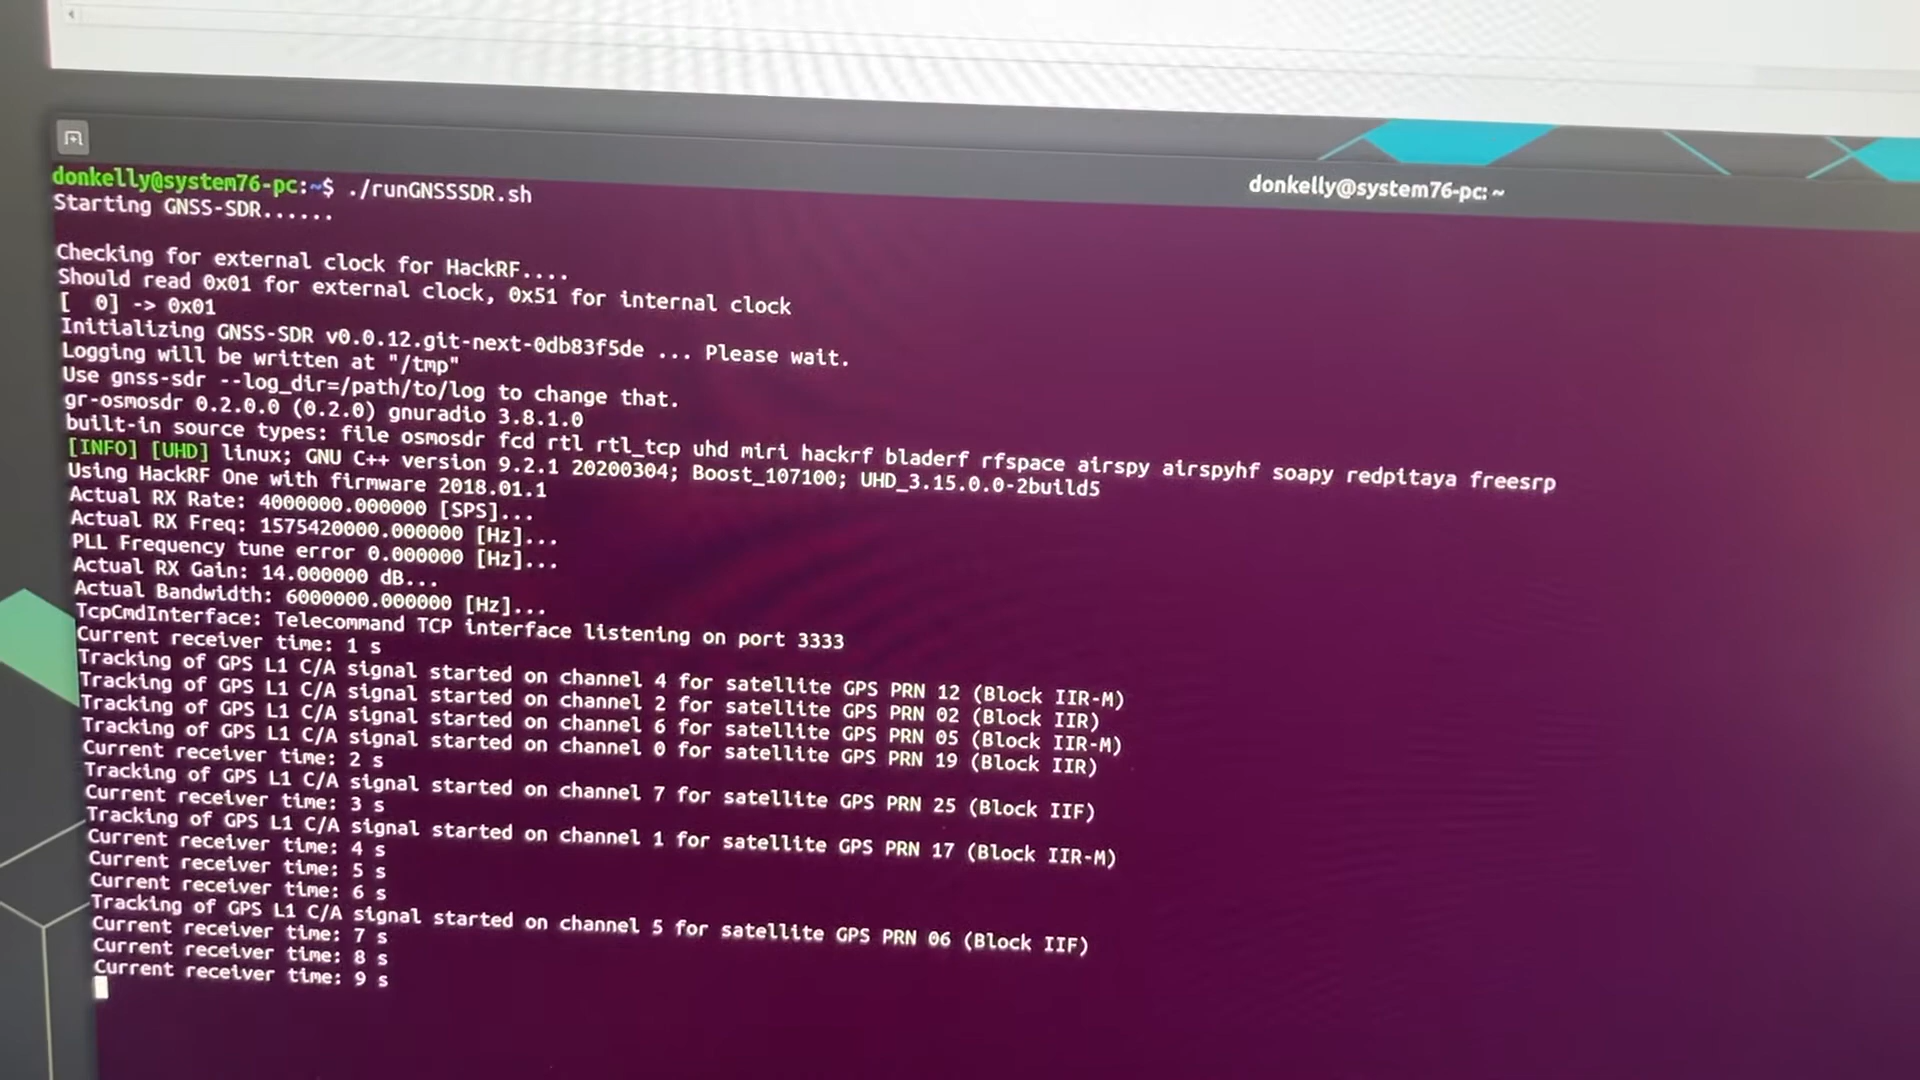 donkelly@system76-pc: ~
donkelly@system76-pc:~$ ./runGNSSSDR.sh
Starting GNSS-SDR......
Checking for external clock for HackRF....
Should read 0x01 for external clock, 0x51 for internal clock
[  0] -> 0x01
Initializing GNSS-SDR v0.0.12.git-next-0db83f5de ... Please wait.
Logging will be written at "/tmp"
Use gnss-sdr --log_dir=/path/to/log to change that.
gr-osmosdr 0.2.0.0 (0.2.0) gnuradio 3.8.1.0
built-in source types: file osmosdr fcd rtl rtl_tcp uhd miri hackrf bladerf rfspace airspy airspyhf soapy redpitaya freesrp
[INFO] [UHD] linux; GNU C++ version 9.2.1 20200304; Boost_107100; UHD_3.15.0.0-2build5
Using HackRF One with firmware 2018.01.1
Actual RX Rate: 4000000.000000 [SPS]...
Actual RX Freq: 1575420000.000000 [Hz]...
PLL Frequency tune error 0.000000 [Hz]...
Actual RX Gain: 14.000000 dB...
Actual Bandwidth: 6000000.000000 [Hz]...
TcpCmdInterface: Telecommand TCP interface listening on port 3333
Current receiver time: 1 s
Tracking of GPS L1 C/A signal started on channel 4 for satellite GPS PRN 12 (Block IIR-M)
Tracking of GPS L1 C/A signal started on channel 2 for satellite GPS PRN 02 (Block IIR)
Tracking of GPS L1 C/A signal started on channel 6 for satellite GPS PRN 05 (Block IIR-M)
Tracking of GPS L1 C/A signal started on channel 0 for satellite GPS PRN 19 (Block IIR)
Current receiver time: 2 s
Tracking of GPS L1 C/A signal started on channel 7 for satellite GPS PRN 25 (Block IIF)
Current receiver time: 3 s
Tracking of GPS L1 C/A signal started on channel 1 for satellite GPS PRN 17 (Block IIR-M)
Current receiver time: 4 s
Current receiver time: 5 s
Current receiver time: 6 s
Tracking of GPS L1 C/A signal started on channel 5 for satellite GPS PRN 06 (Block IIF)
Current receiver time: 7 s
Current receiver time: 8 s
Current receiver time: 9 s